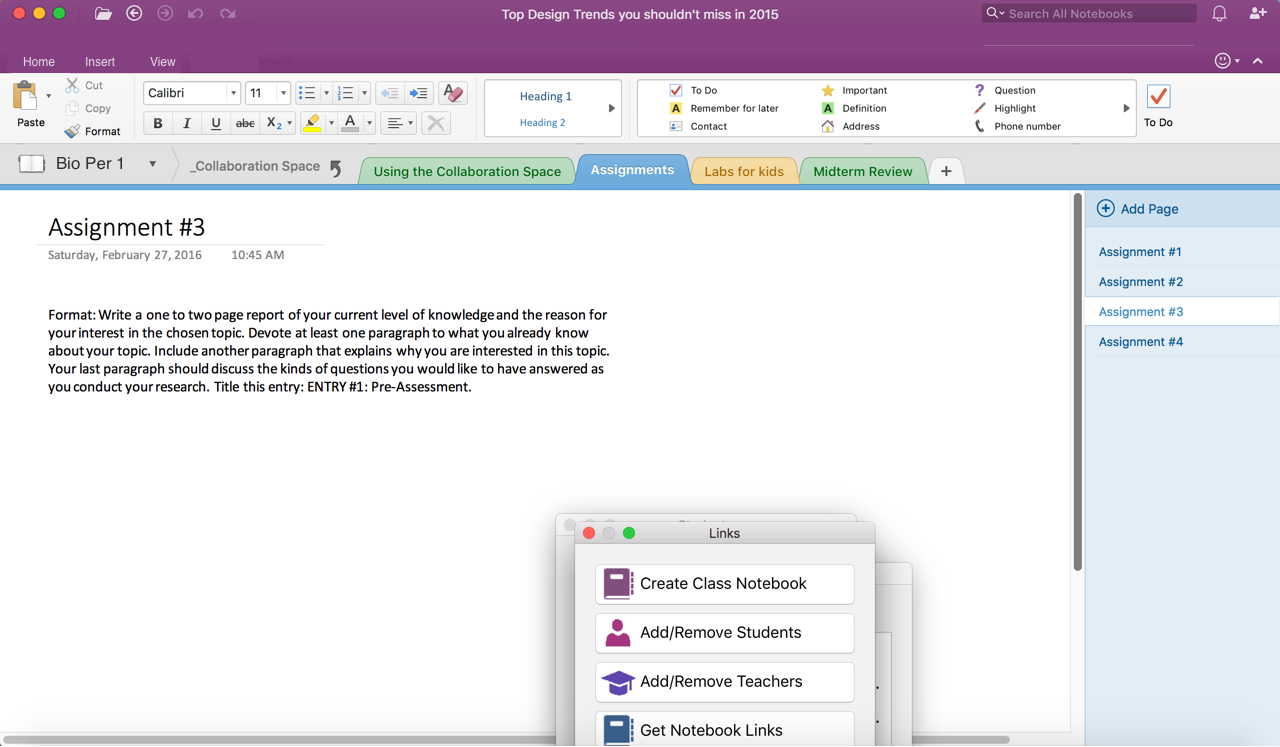 Top Design Trends you shouldn't miss in 2015
Search All Notebooks
Home Insert View
Paste
Cut
Copy
Format
Calibri 11
B I U abc X2 A
Heading 1
Heading 2
To Do Important Question
A Remember for later A Definition Highlight
Contact Address Phone number
To Do
Bio Per 1 _Collaboration Space Using the Collaboration Space Assignments Labs for kids Midterm Review +
Assignment #3
Saturday, February 27, 2016 10:45 AM
Format: Write a one to two page report of your current level of knowledge and the reason for
your interest in the chosen topic. Devote at least one paragraph to what you already know
about your topic. Include another paragraph that explains why you are interested in this topic.
Your last paragraph should discuss the kinds of questions you would like to have answered as
you conduct your research. Title this entry: ENTRY #1: Pre-Assessment.
Add Page
Assignment #1
Assignment #2
Assignment #3
Assignment #4
Links
Create Class Notebook
Add/Remove Students
Add/Remove Teachers
Get Notebook Links